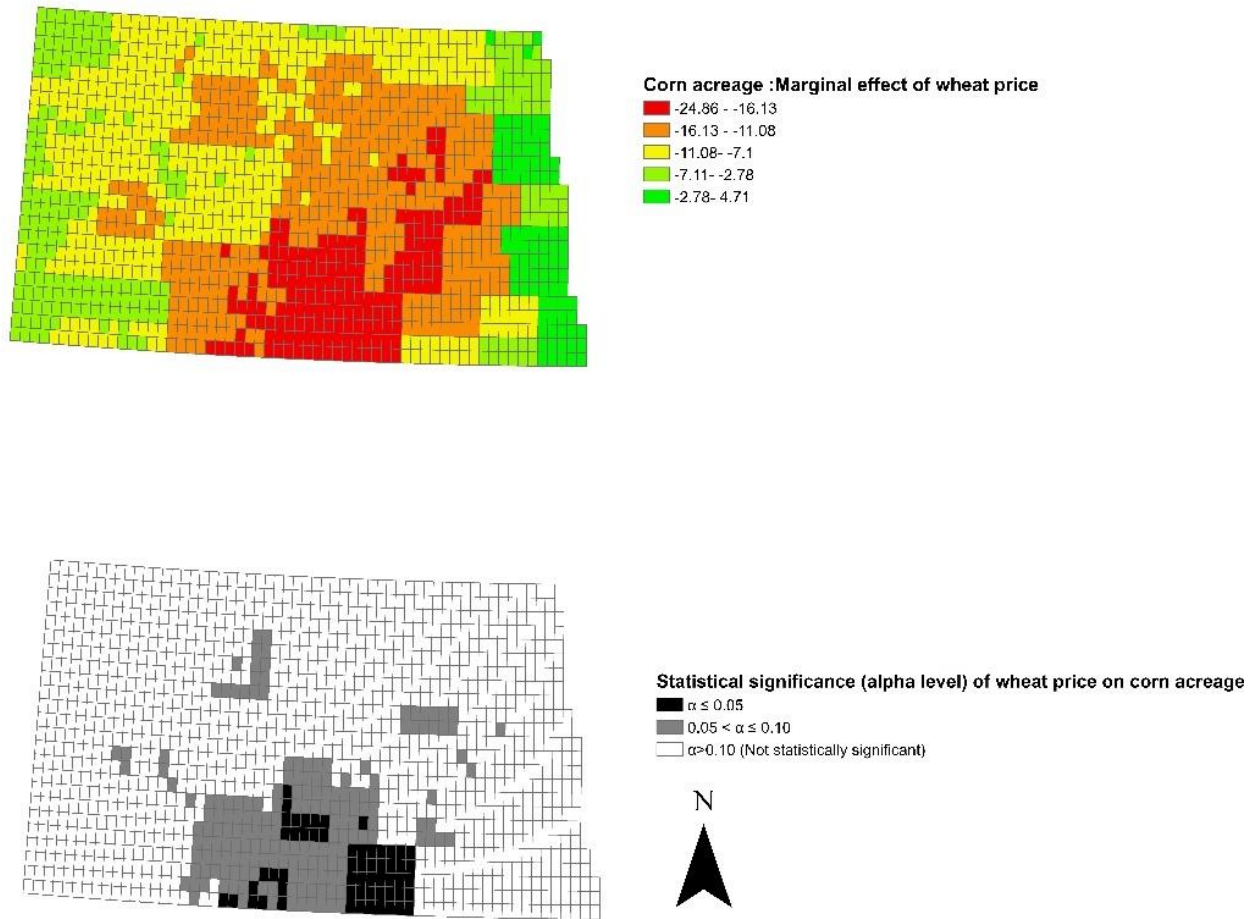 Corn acreage :Marginal effect of wheat price
-24.86 - -16.13
-16.13 - -11.08
-11.08- -7.1
-7.11- -2.78
-2.78- 4.71
Statistical significance (alpha level) of wheat price on corn acreage
α ≤ 0.05
0.05 < α ≤ 0.10
α>0.10 (Not statistically significant)
N